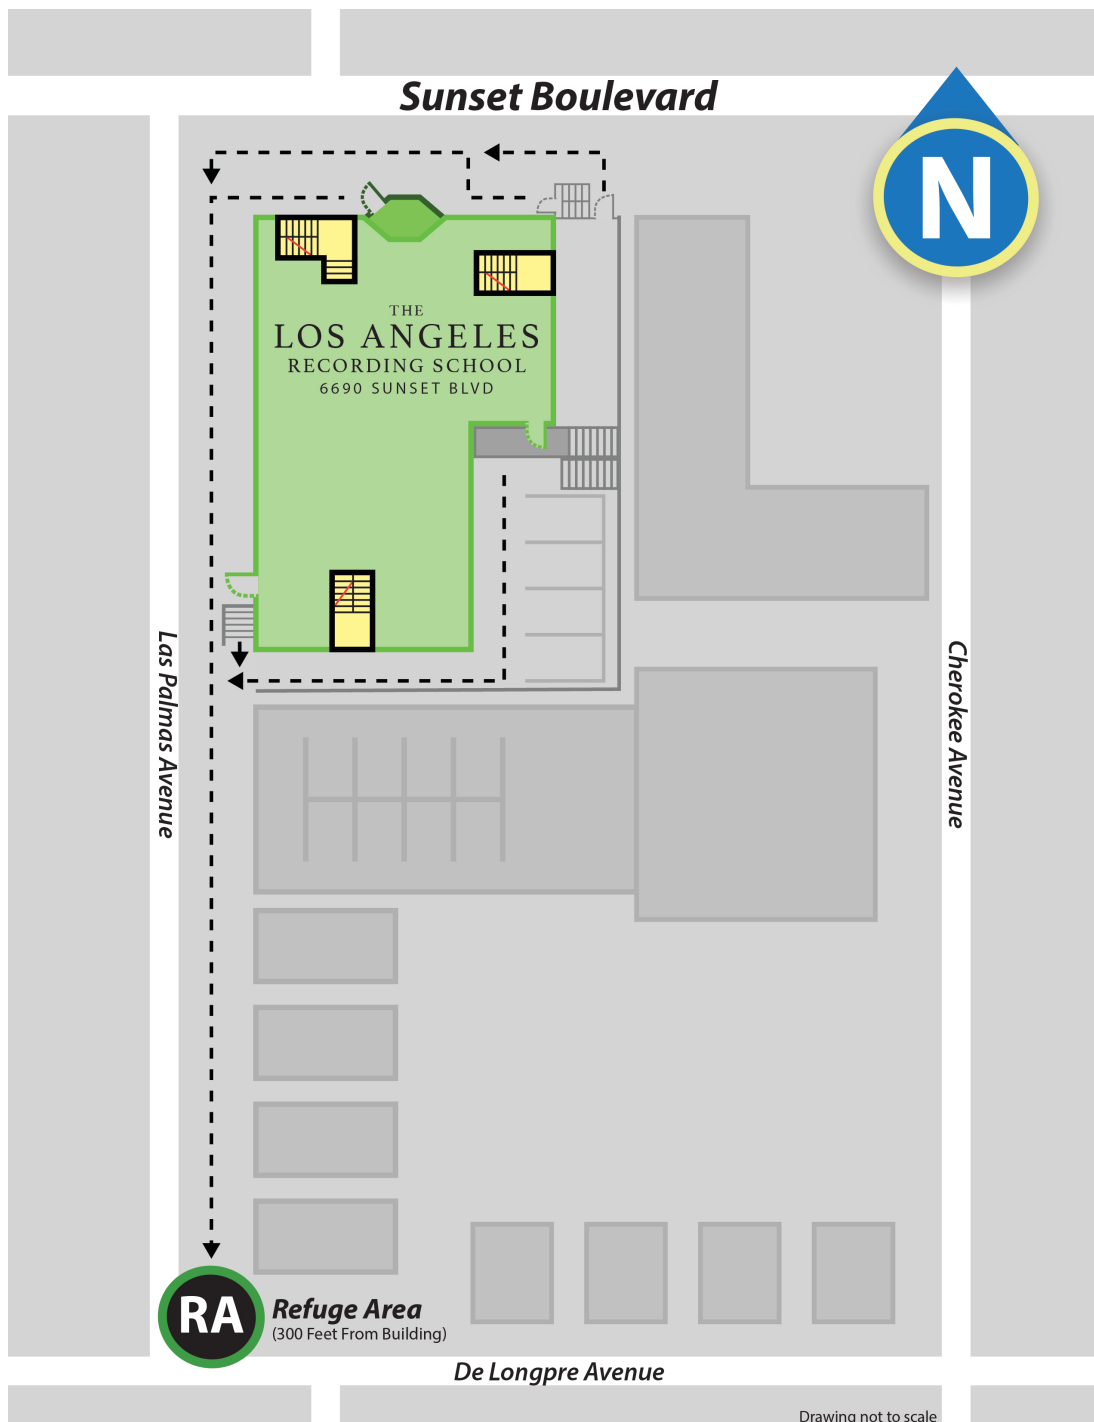 Sunset Boulevard
N
THE
LOS ANGELES
RECORDING SCHOOL
6690 SUNSET BLVD
Las Palmas Avenue
Cherokee Avenue
RA
Refuge Area
(300 Feet From Building)
De Longpre Avenue
Drawing not to scale